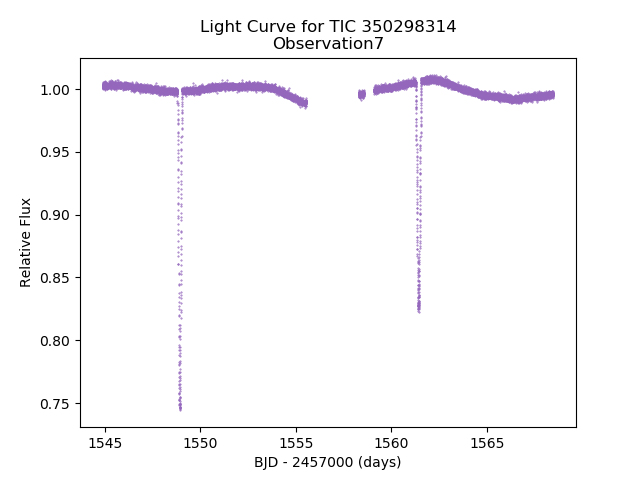 Light Curve for TIC 350298314
Observation7
1.00
0.95
0.90
0.85
0.80
0.75
Relative Flux
1545
1550
1555
1560
1565
BJD - 2457000 (days)